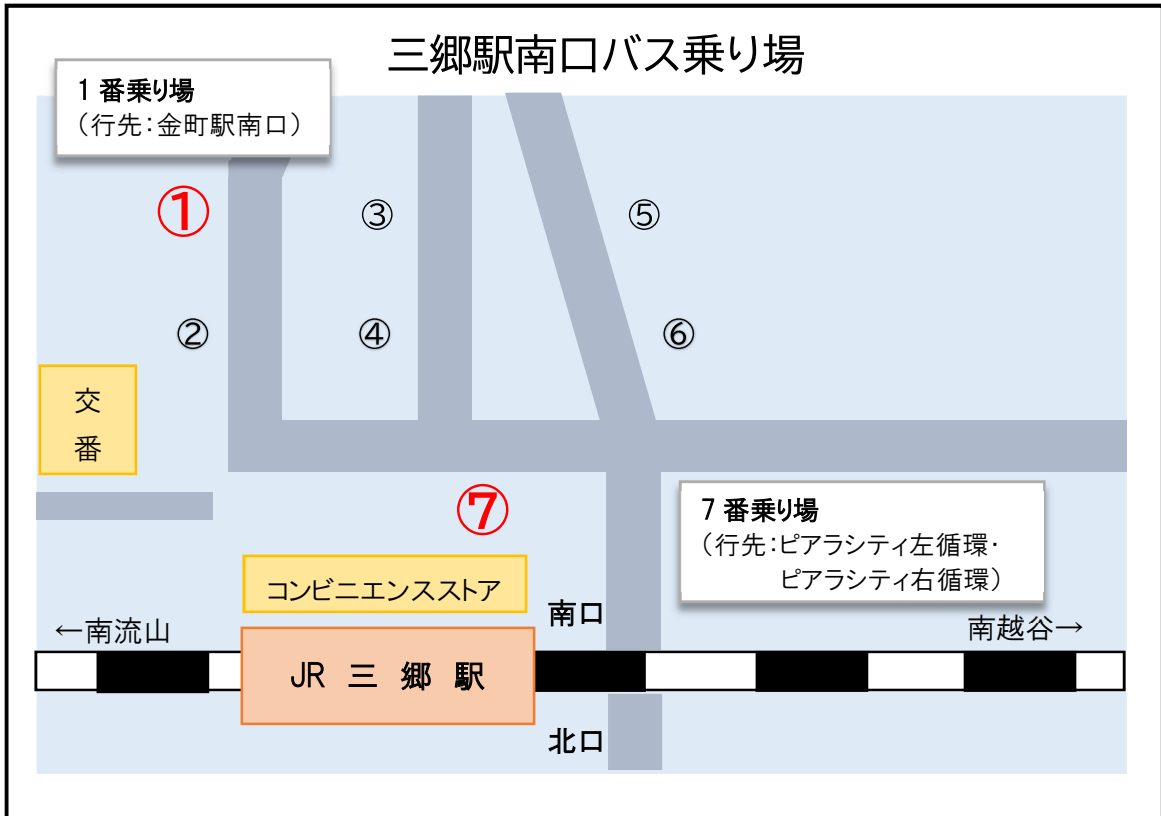 三郷駅南口バス乗り場
1 番乗り場
（行先：金町駅南口）
①
③
⑤
②
④
⑥
交
番
⑦
7 番乗り場
（行先：ピアラシティ左循環・
ピアラシティ右循環）
コンビニエンスストア
南口
←南流山
南越谷→
JR 三 郷 駅
北口